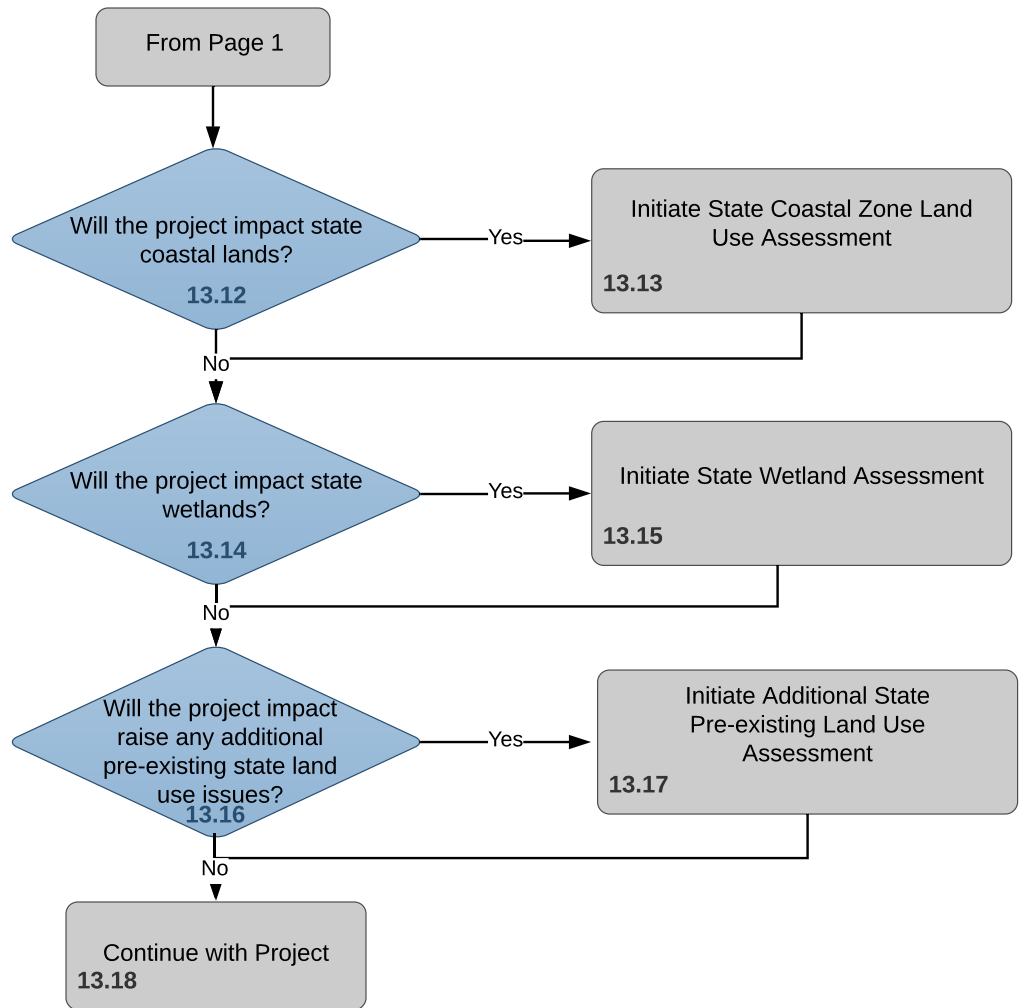 From Page 1
Will the project impact state
coastal lands?
13.12
Yes
Initiate State Coastal Zone Land
Use Assessment
13.13
No
Will the project impact state
wetlands?
13.14
Yes
Initiate State Wetland Assessment
13.15
No
Will the project impact
raise any additional
pre-existing state land
use issues?
13.16
Yes
Initiate Additional State
Pre-existing Land Use
Assessment
13.17
No
Continue with Project
13.18